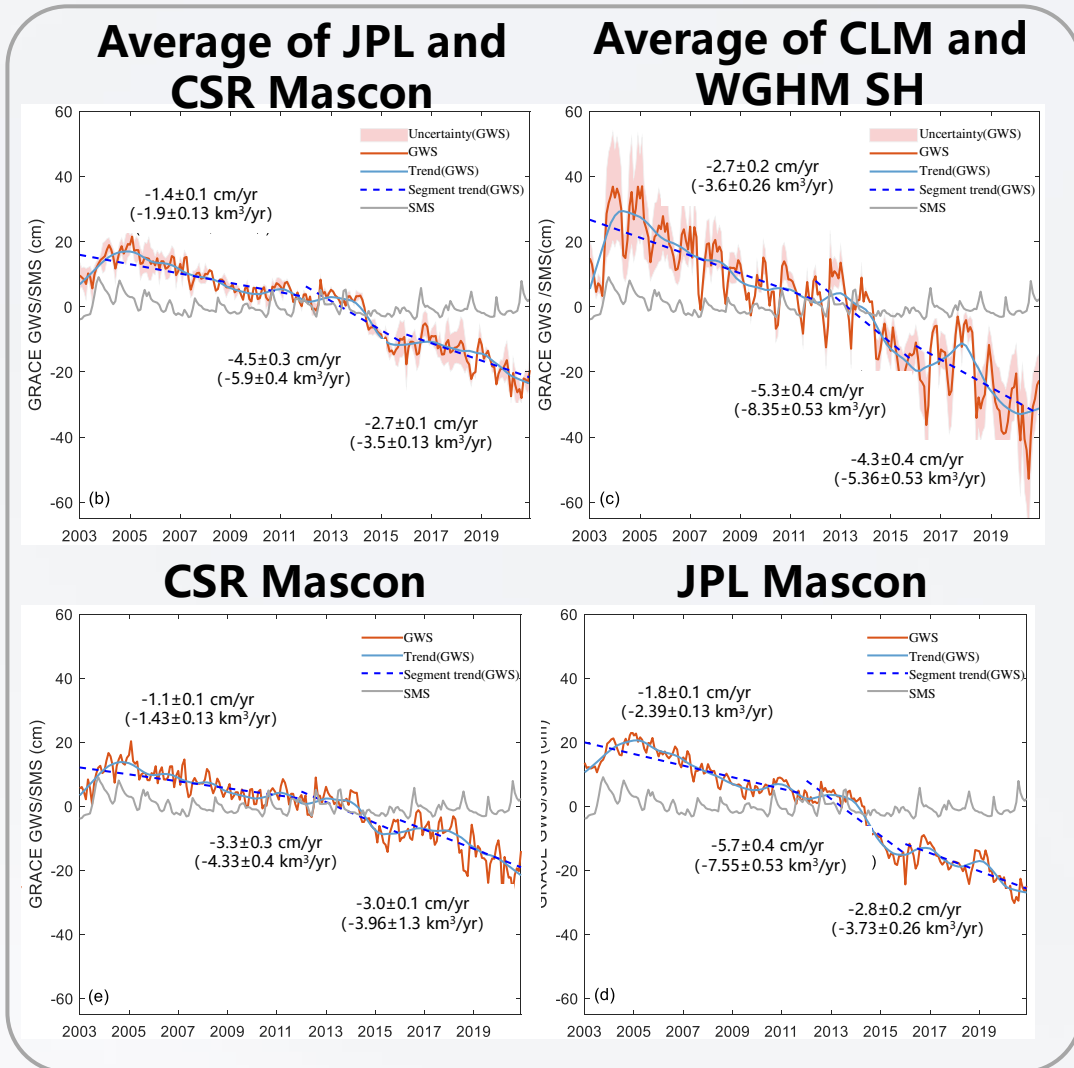 Average of JPL and
CSR Mascon
60
40
20
0
-20
-40
-60
GRACE GWS/SMS(cm)
Uncertainty(GWS)
GWS
Trend(GWS)
Segment trend(GWS)
SMS
-1.4±0.1 cm/yr
(-1.9±0.13 km³/yr)
-4.5±0.3 cm/yr
(-5.9±0.4 km³/yr)
-2.7±0.1 cm/yr
(-3.5±0.13 km³/yr)
(b)
2003 2005 2007 2009 2011 2013 2015 2017 2019
Average of CLM and
WGHM SH
60
40
20
0
-20
-40
-60
GRACE GWS/SMS(cm)
Uncertainty(GWS)
GWS
Trend(GWS)
Segment trend(GWS)
SMS
-2.7±0.2 cm/yr
(-3.6±0.26 km³/yr)
-5.3±0.4 cm/yr
(-8.35±0.53 km³/yr)
-4.3±0.4 cm/yr
(-5.36±0.53 km³/yr)
(c)
2003 2005 2007 2009 2011 2013 2015 2017 2019
CSR Mascon
60
40
20
0
-20
-40
-60
GRACE GWS/SMS (cm)
GWS
Trend(GWS)
Segment trend(GWS)
SMS
-1.1±0.1 cm/yr
(-1.43±0.13 km³/yr)
-3.3±0.3 cm/yr
(-4.33±0.4 km³/yr)
-3.0±0.1 cm/yr
(-3.96±1.3 km³/yr)
(e)
2003 2005 2007 2009 2011 2013 2015 2017 2019
JPL Mascon
60
40
20
0
-20
-40
-60
GRACE GWS/SMS (cm)
GWS
Trend(GWS)
Segment trend(GWS)
SMS
-1.8±0.1 cm/yr
(-2.39±0.13 km³/yr)
-5.7±0.4 cm/yr
(-7.55±0.53 km³/yr)
)
-2.8±0.2 cm/yr
(-3.73±0.26 km³/yr)
(d)
2003 2005 2007 2009 2011 2013 2015 2017 2019